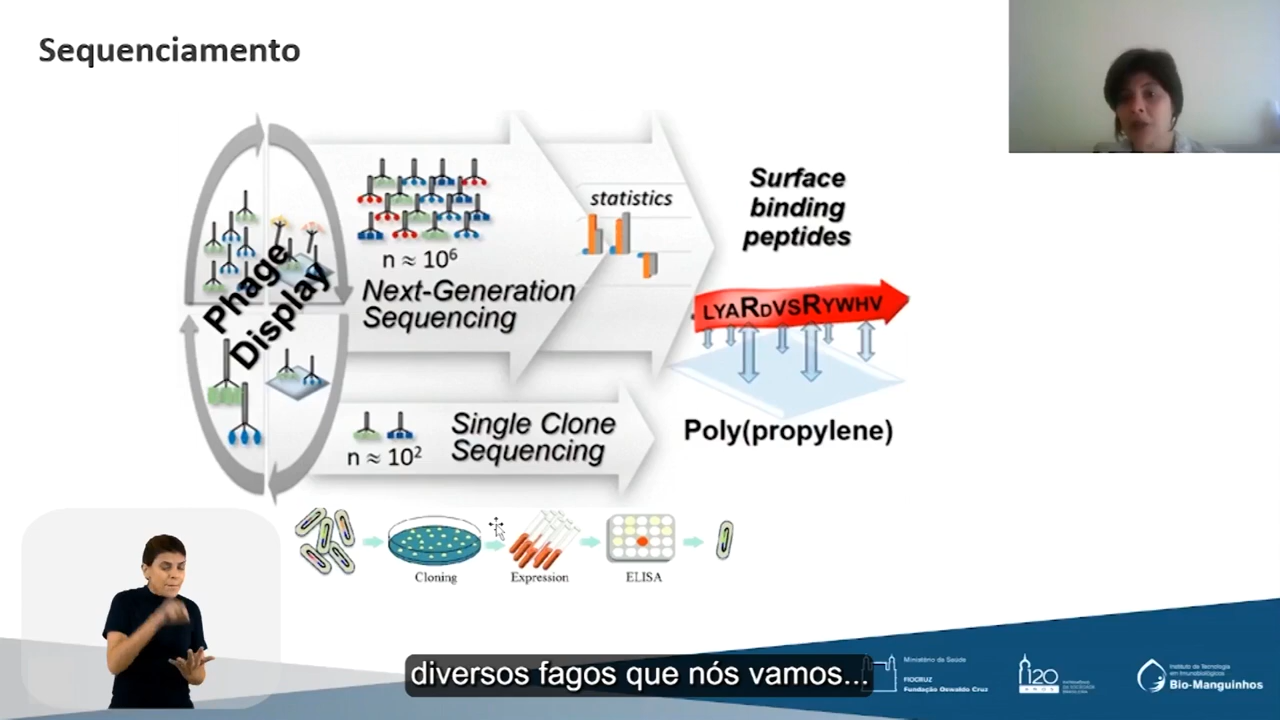 Sequenciamento
Phage
Display
n ≈ 10⁶
Next-Generation
Sequencing
statistics
Surface
binding
peptides
LYARDVSRYWHV
Poly(propylene)
n ≈ 10²
Single Clone
Sequencing
Cloning
Expression
ELISA
diversos fagos que nós vamos...
Ministério da Saúde
FIOCRUZ
Fundação Oswaldo Cruz
120
ANOS
Instituto de Tecnologia
em Imunobiológicos
Bio-Manguinhos